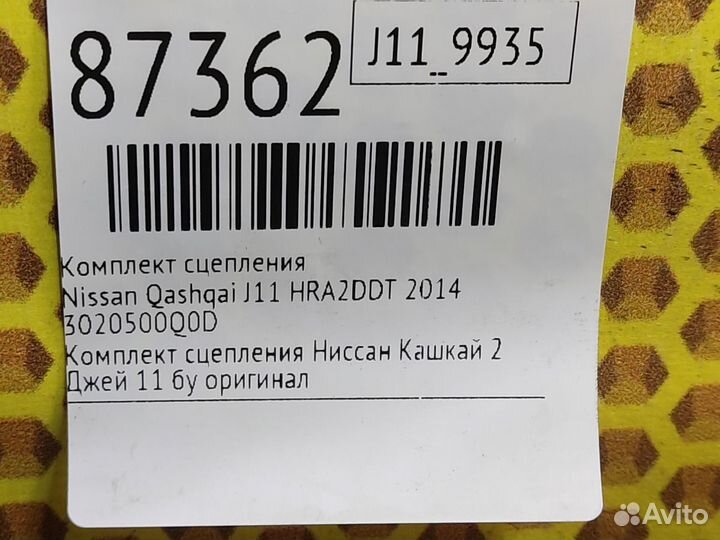 87362
J11_9935
Комплект сцепления
Nissan Qashqai J11 HRA2DDT 2014
3020500Q0D
Комплект сцепления Ниссан Кашкай 2
Джей 11 бу оригинал
Avito